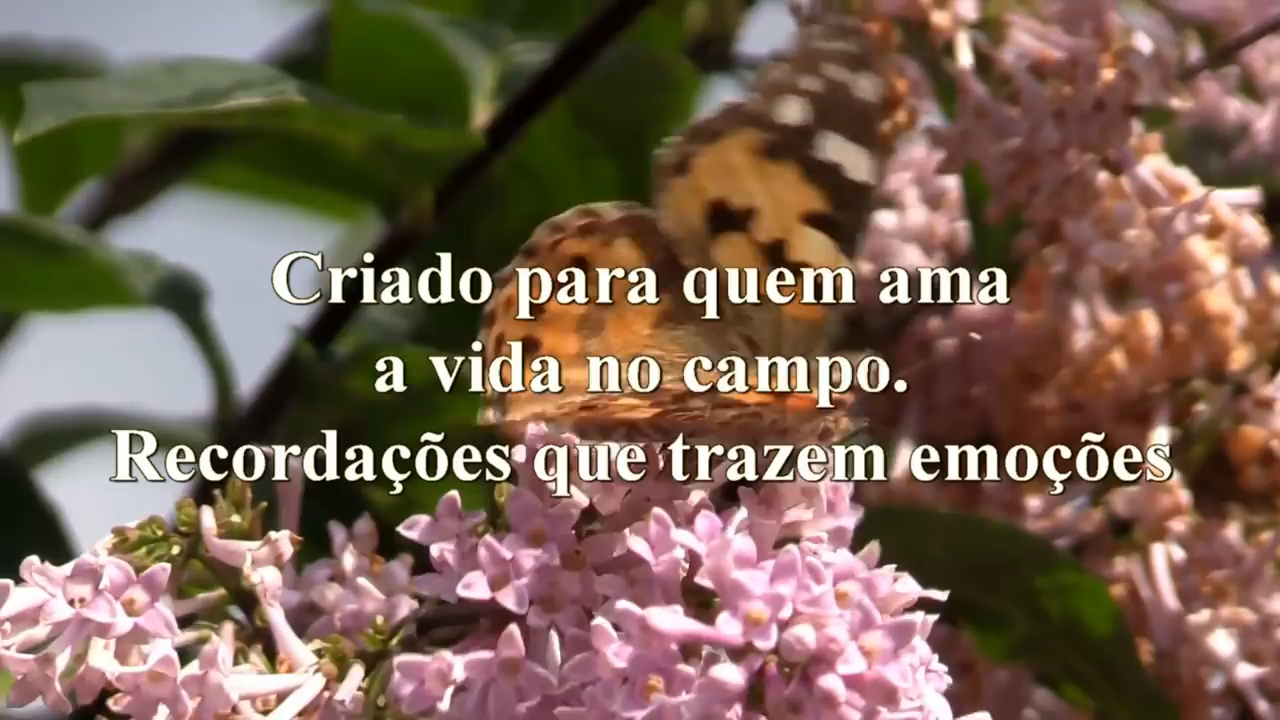 Criado para quem ama
a vida no campo.
Recordações que trazem emoções